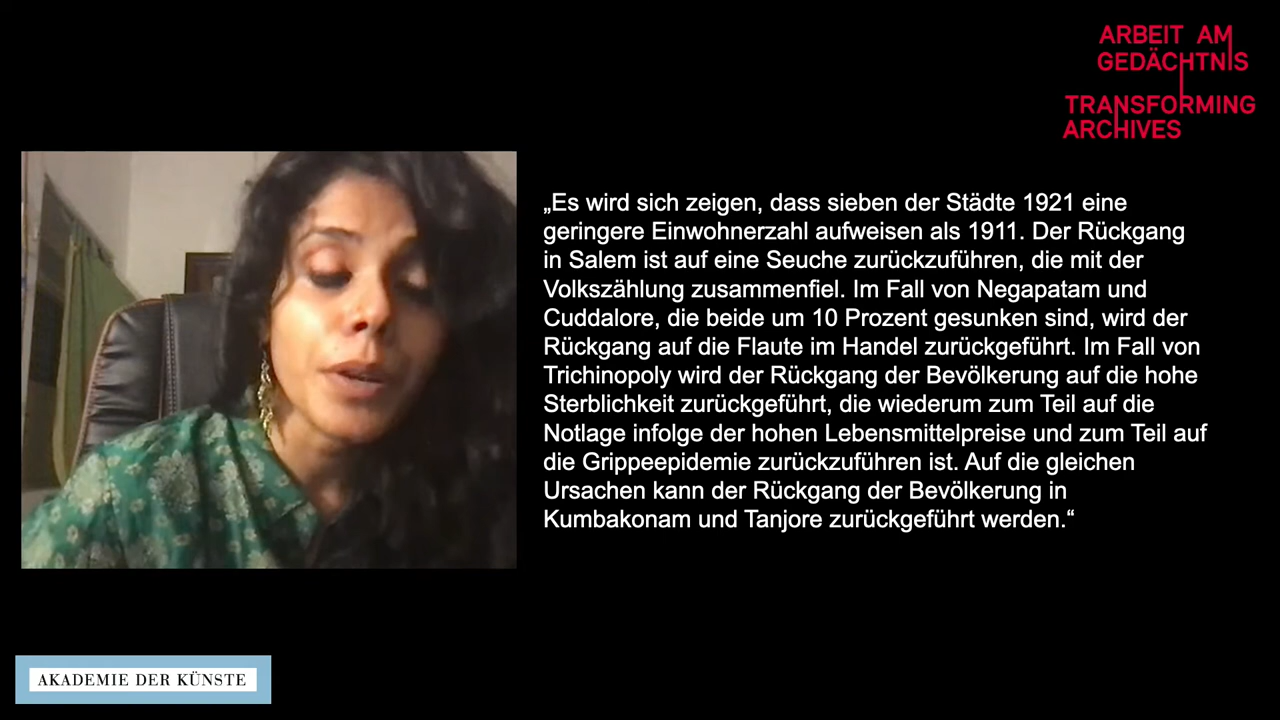 ARBEIT AM
GEDÄCHTNIS
TRANSFORMING
ARCHIVES
„Es wird sich zeigen, dass sieben der Städte 1921 eine
geringere Einwohnerzahl aufweisen als 1911. Der Rückgang
in Salem ist auf eine Seuche zurückzuführen, die mit der
Volkszählung zusammenfiel. Im Fall von Negapatam und
Cuddalore, die beide um 10 Prozent gesunken sind, wird der
Rückgang auf die Flaute im Handel zurückgeführt. Im Fall von
Trichinopoly wird der Rückgang der Bevölkerung auf die hohe
Sterblichkeit zurückgeführt, die wiederum zum Teil auf die
Notlage infolge der hohen Lebensmittelpreise und zum Teil auf
die Grippeepidemie zurückzuführen ist. Auf die gleichen
Ursachen kann der Rückgang der Bevölkerung in
Kumbakonam und Tanjore zurückgeführt werden.“
AKADEMIE DER KÜNSTE